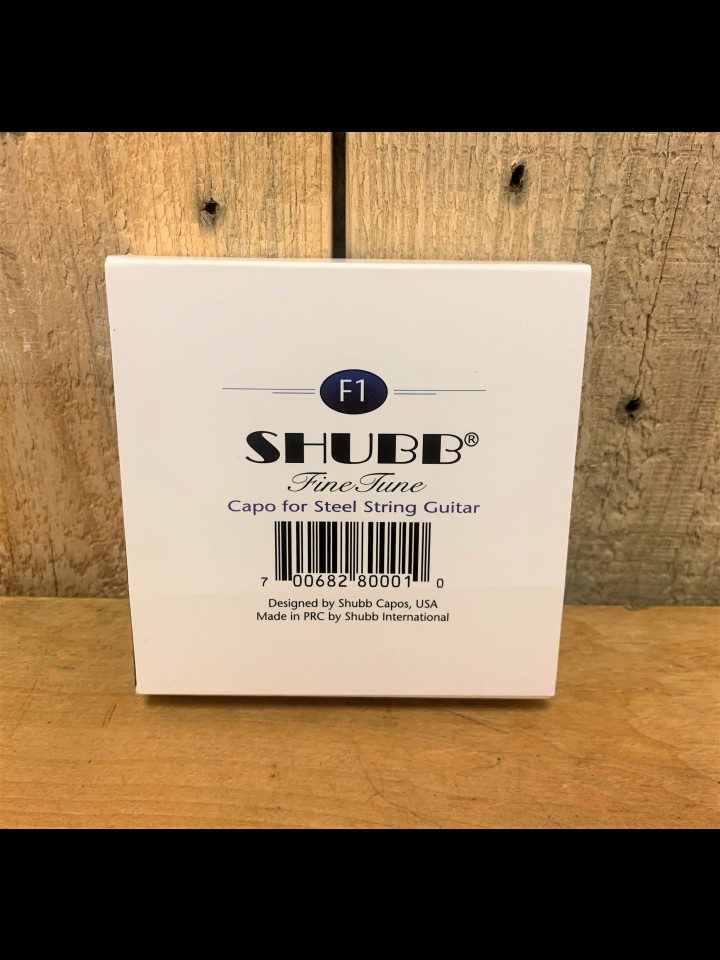 F1
SHUBB®
FineTune
Capo for Steel String Guitar
7 00682 80001 0
Designed by Shubb Capos, USA
Made in PRC by Shubb International